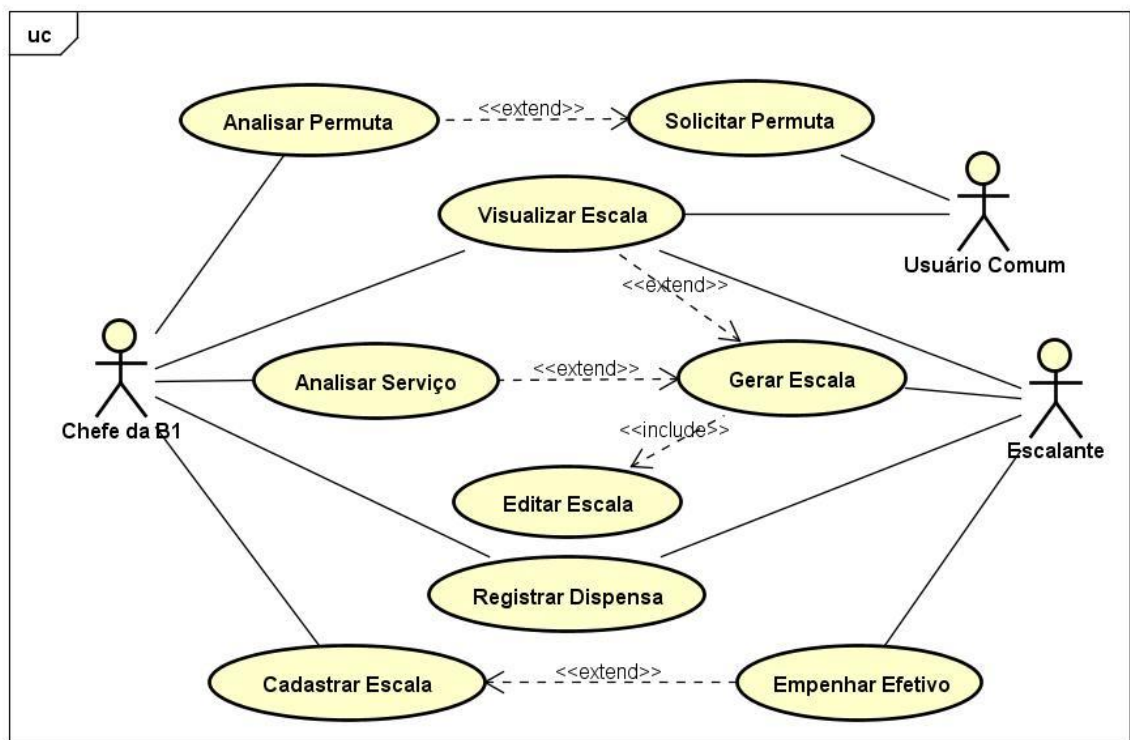 uc
Analisar Permuta
<<extend>>
Solicitar Permuta
Visualizar Escala
Usuário Comum
<<extend>>
Analisar Serviço
<<extend>>
Gerar Escala
Chefe da B1
<<include>>
Escalante
Editar Escala
Registrar Dispensa
Cadastrar Escala
<<extend>>
Empenhar Efetivo